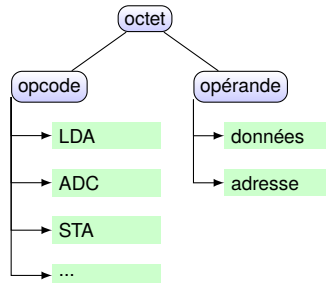 octet
opcode
opérande
LDA
données
ADC
adresse
STA
...